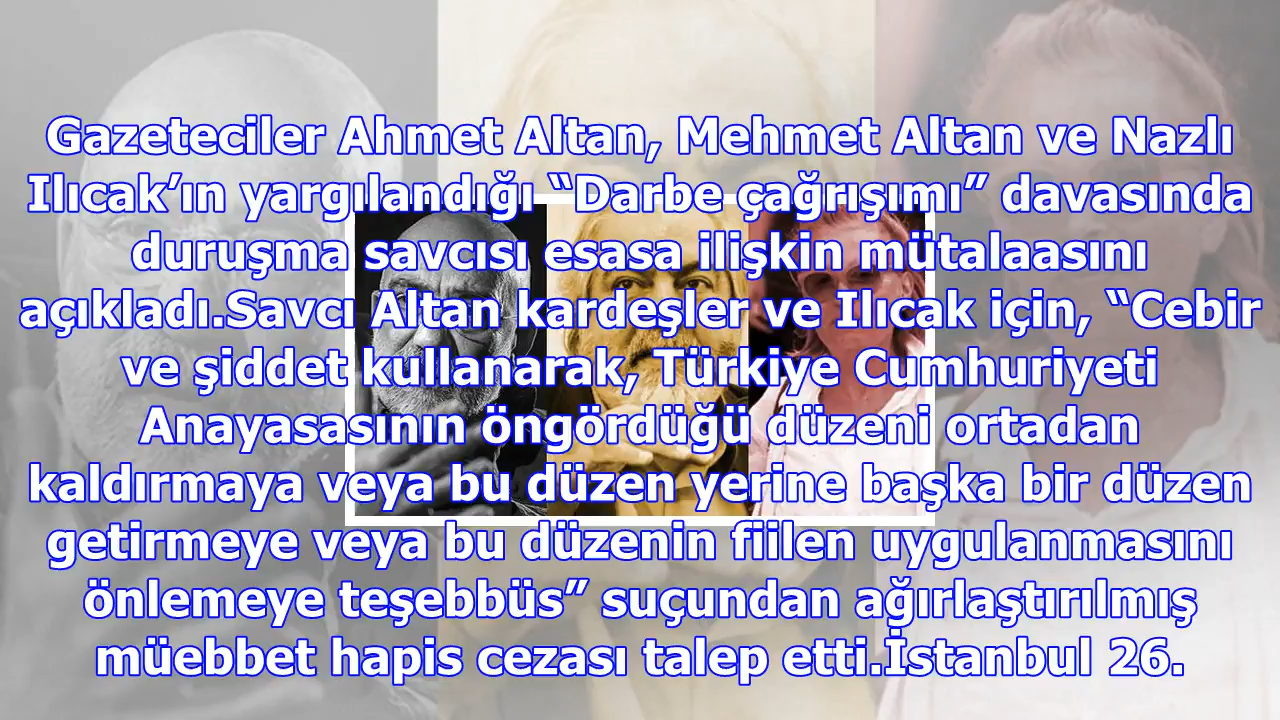 Gazeteciler Ahmet Altan, Mehmet Altan ve Nazlı
Ilıcak’ın yargılandığı “Darbe çağrışımı” davasında
duruşma savcısı esasa ilişkin mütalaasını
açıkladı.Savcı Altan kardeşler ve Ilıcak için, “Cebir
ve şiddet kullanarak, Türkiye Cumhuriyeti
Anayasasının öngördüğü düzeni ortadan
kaldırmaya veya bu düzen yerine başka bir düzen
getirmeye veya bu düzenin fiilen uygulanmasını
önlemeye teşebbüs” suçundan ağırlaştırılmış
müebbet hapis cezası talep etti.İstanbul 26.